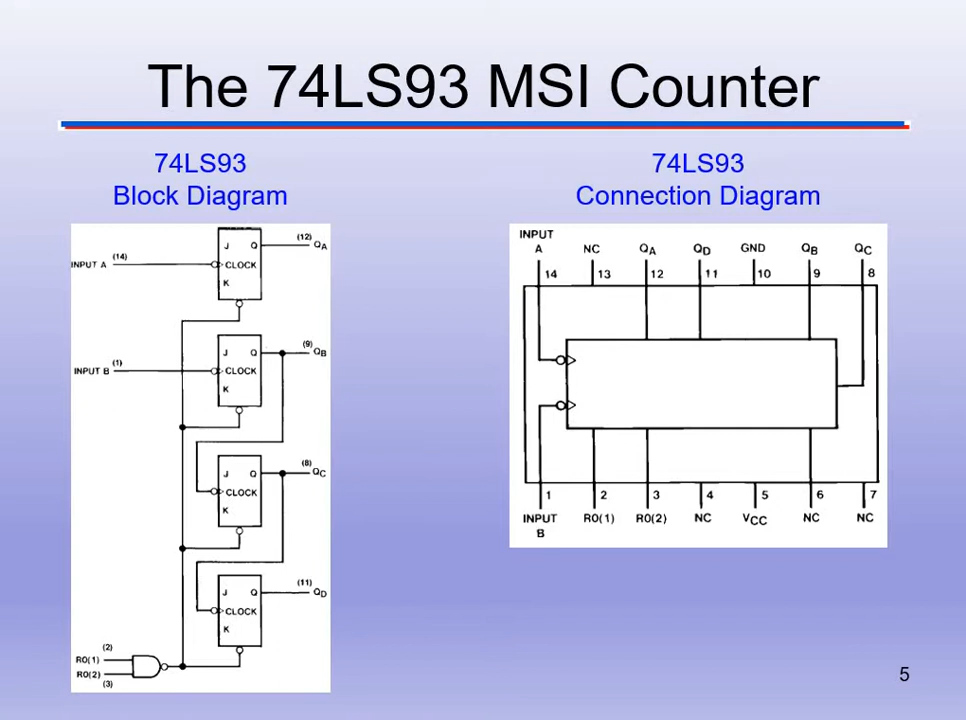 The 74LS93 MSI Counter
74LS93
Block Diagram
(12)
J Q QA
(14)
INPUT A CLOCK
K
(9)
J Q QB
(1)
INPUT B CLOCK
K
(8)
J Q QC
CLOCK
K
(11)
J Q QD
CLOCK
K
(2)
R0(1)
R0(2)
(3)
74LS93
Connection Diagram
INPUT
A NC QA QD GND QB QC
14 13 12 11 10 9 8
1 2 3 4 5 6 7
INPUT R0(1) R0(2) NC VCC NC NC
B
5